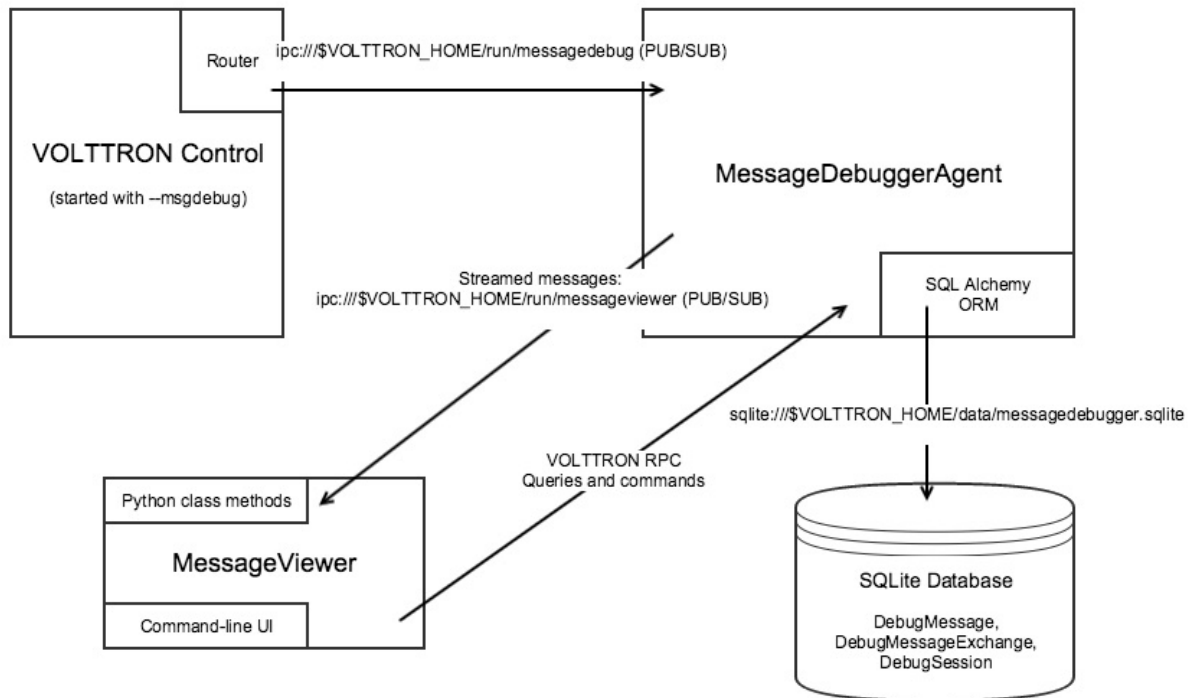 Router
ipc:///$VOLTTRON_HOME/run/messagedebug (PUB/SUB)
VOLTTRON Control
(started with --msgdebug)
MessageDebuggerAgent
Streamed messages:
ipc:///$VOLTTRON_HOME/run/messageviewer (PUB/SUB)
SQL Alchemy
ORM
sqlite:///$VOLTTRON_HOME/data/messagedebugger.sqlite
VOLTTRON RPC
Queries and commands
Python class methods
MessageViewer
Command-line UI
SQLite Database
DebugMessage,
DebugMessageExchange,
DebugSession